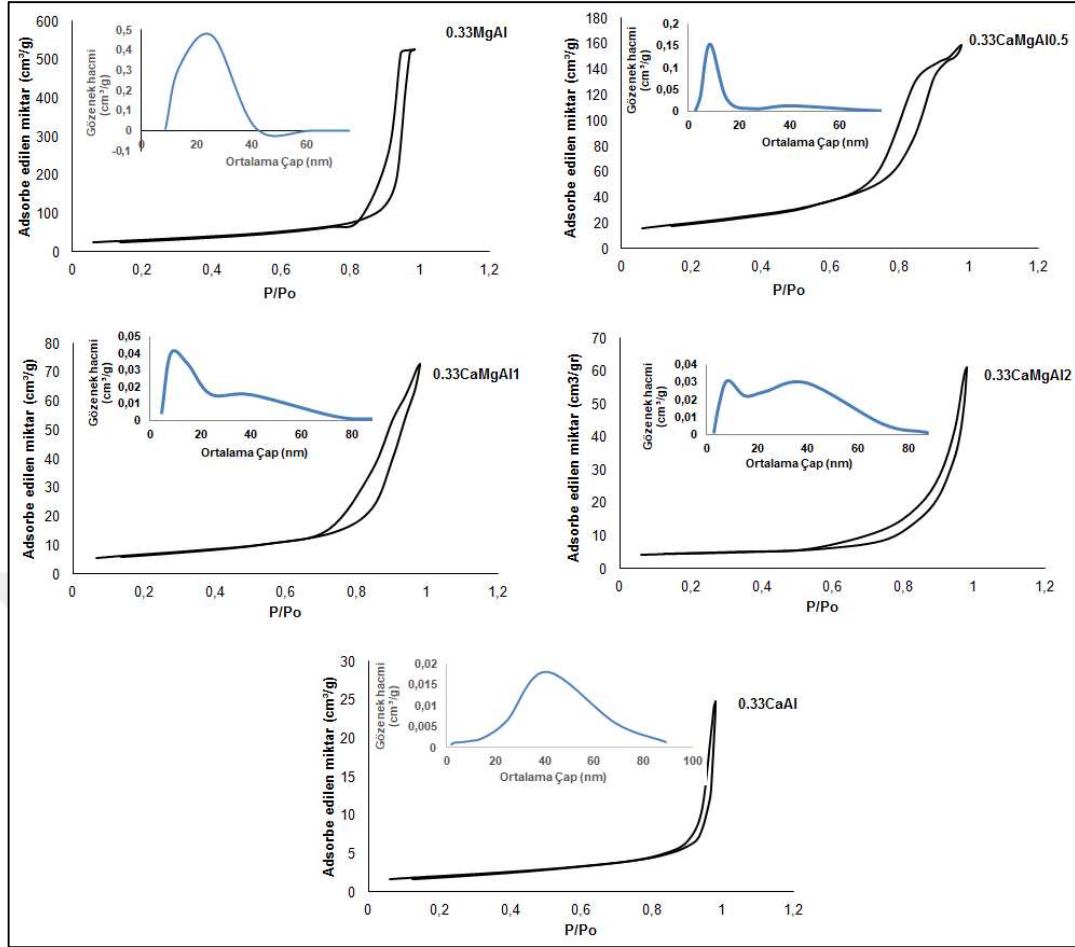 0.33MgAl
Adsorbe edilen miktar (cm³/g)
600
500
400
300
200
100
0
0 0,2 0,4 0,6 0,8 1 1,2
P/Po
Gözenek hacmi
(cm³/g)
0,5
0,4
0,3
0,2
0,1
0
-0,1
0 20 40 60 80
Ortalama Çap (nm)
0.33CaMgAl0.5
Adsorbe edilen miktar (cm³/g)
180
160
140
120
100
80
60
40
20
0
0 0,2 0,4 0,6 0,8 1 1,2
P/Po
Gözenek hacmi
(cm³/g)
0,2
0,15
0,1
0,05
0
0 20 40 60
Ortalama Çap (nm)
0.33CaMgAl1
Adsorbe edilen miktar (cm³/g)
80
70
60
50
40
30
20
10
0
0 0,2 0,4 0,6 0,8 1 1,2
P/Po
Gözenek hacmi
(cm³/g)
0,05
0,04
0,03
0,02
0,01
0
0 20 40 60 80
Ortalama Çap (nm)
0.33CaMgAl2
Adsorbe edilen miktar (cm3/gr)
70
60
50
40
30
20
10
0
0 0,2 0,4 0,6 0,8 1 1,2
P/Po
Gözenek hacmi
(cm³/g)
0,04
0,03
0,02
0,01
0
0 20 40 60 80
Ortalama Çap (nm)
0.33CaAl
Adsorbe edilen miktar (cm³/g)
30
25
20
15
10
5
0
0 0,2 0,4 0,6 0,8 1 1,2
P/Po
Gözenek hacmi
(cm³/g)
0,02
0,015
0,01
0,005
0
0 20 40 60 80 100
Ortalama Çap (nm)